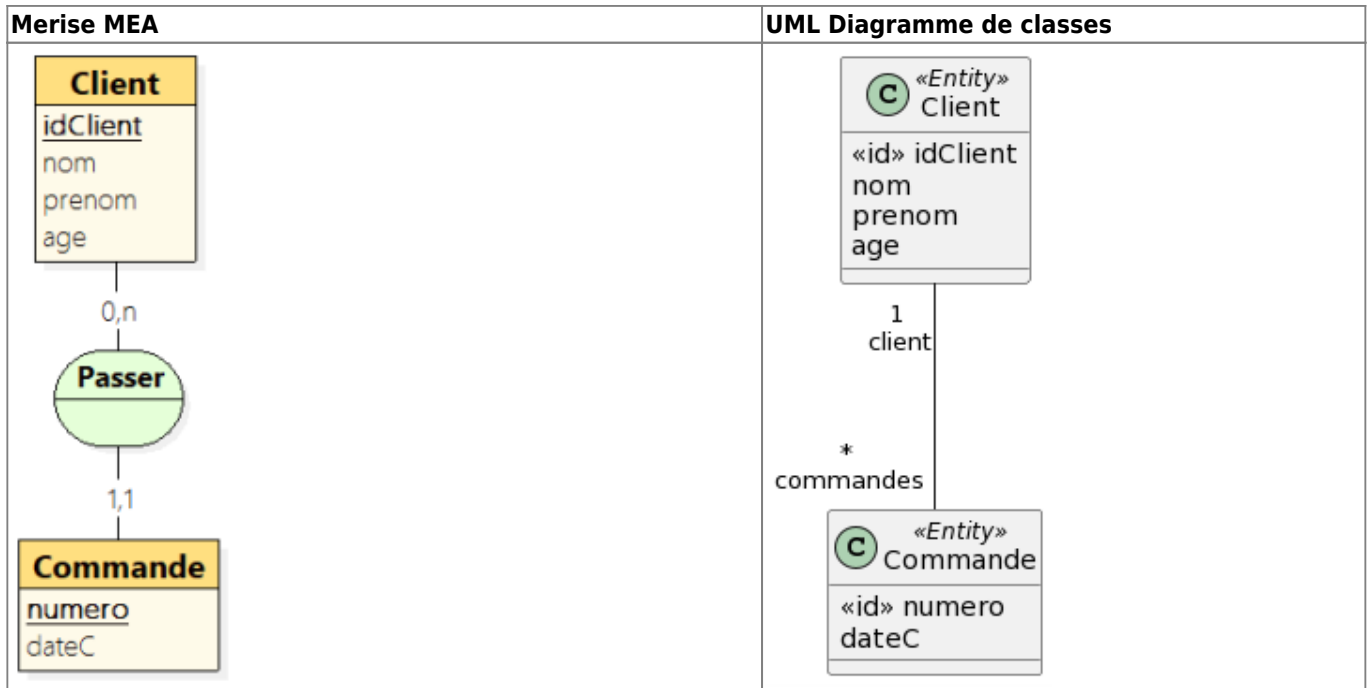 Merise MEA
Client
idClient
nom
prenom
age
0,n
Passer
1,1
Commande
numero
dateC
UML Diagramme de classes
C «Entity»
Client
«id» idClient
nom
prenom
age
1
client
*
commandes
C «Entity»
Commande
«id» numero
dateC